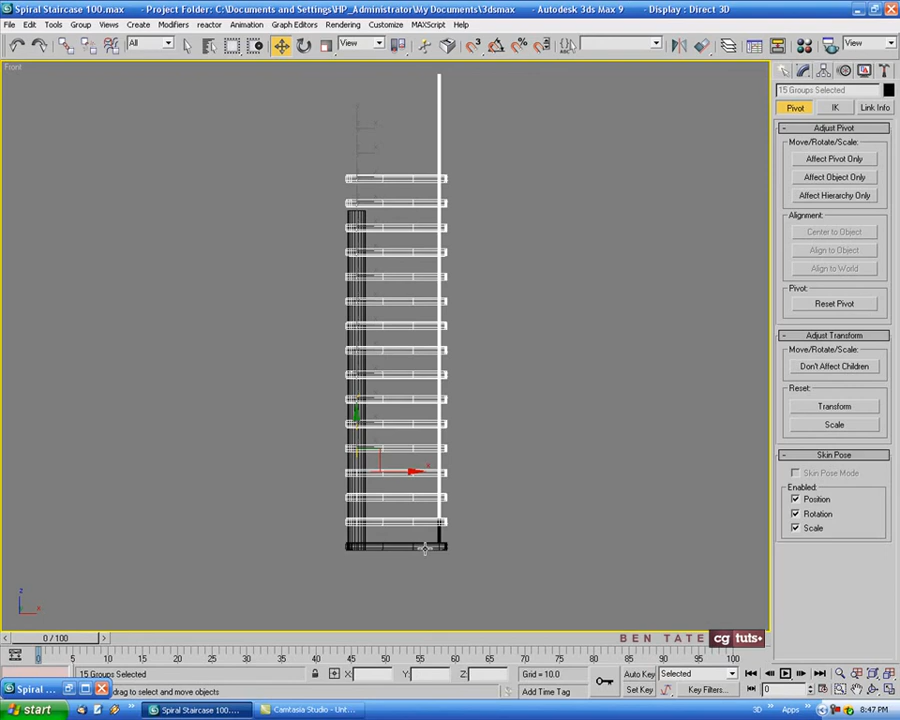 Spiral Staircase 100.max - Project Folder: C:\Documents and Settings\HP_Administrator\My Documents\3dsmax - Autodesk 3ds Max 9 - Display : Direct 3D
File Edit Tools Group Views Create Modifiers reactor Animation Graph Editors Rendering Customize MAXScript Help
All View View
Front
15 Groups Selected
Pivot IK Link Info
- Adjust Pivot
Move/Rotate/Scale:
Affect Pivot Only
Affect Object Only
Affect Hierarchy Only
Alignment:
Center to Object
Align to Object
Align to World
Pivot:
Reset Pivot
- Adjust Transform
Move/Rotate/Scale:
Don't Affect Children
Reset:
Transform
Scale
- Skin Pose
Skin Pose Mode
Enabled:
Position
Rotation
Scale
z
x
BEN TATE cg tuts+
< 0 / 100 >
0 5 10 15 20 25 30 35 40 45 50 55 60 65 70 75 80 85 90 95 100
15 Groups Selected X: Y: Z: Grid = 10.0 Auto Key Selected
Spiral ... drag to select and move objects Add Time Tag Set Key Key Filters... 0
start Spiral Staircase 100.... Camtasia Studio - Unt... 3D Apps 8:47 PM